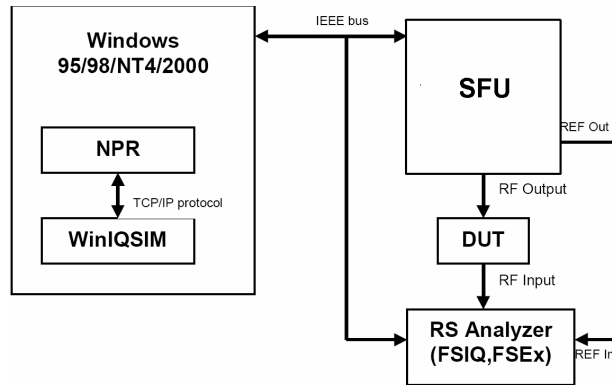 Windows
95/98/NT4/2000
IEEE bus
SFU
REF Out
NPR
TCP/IP protocol
WinIQSIM
RF Output
DUT
RF Input
RS Analyzer
(FSIQ,FSEx)
REF In